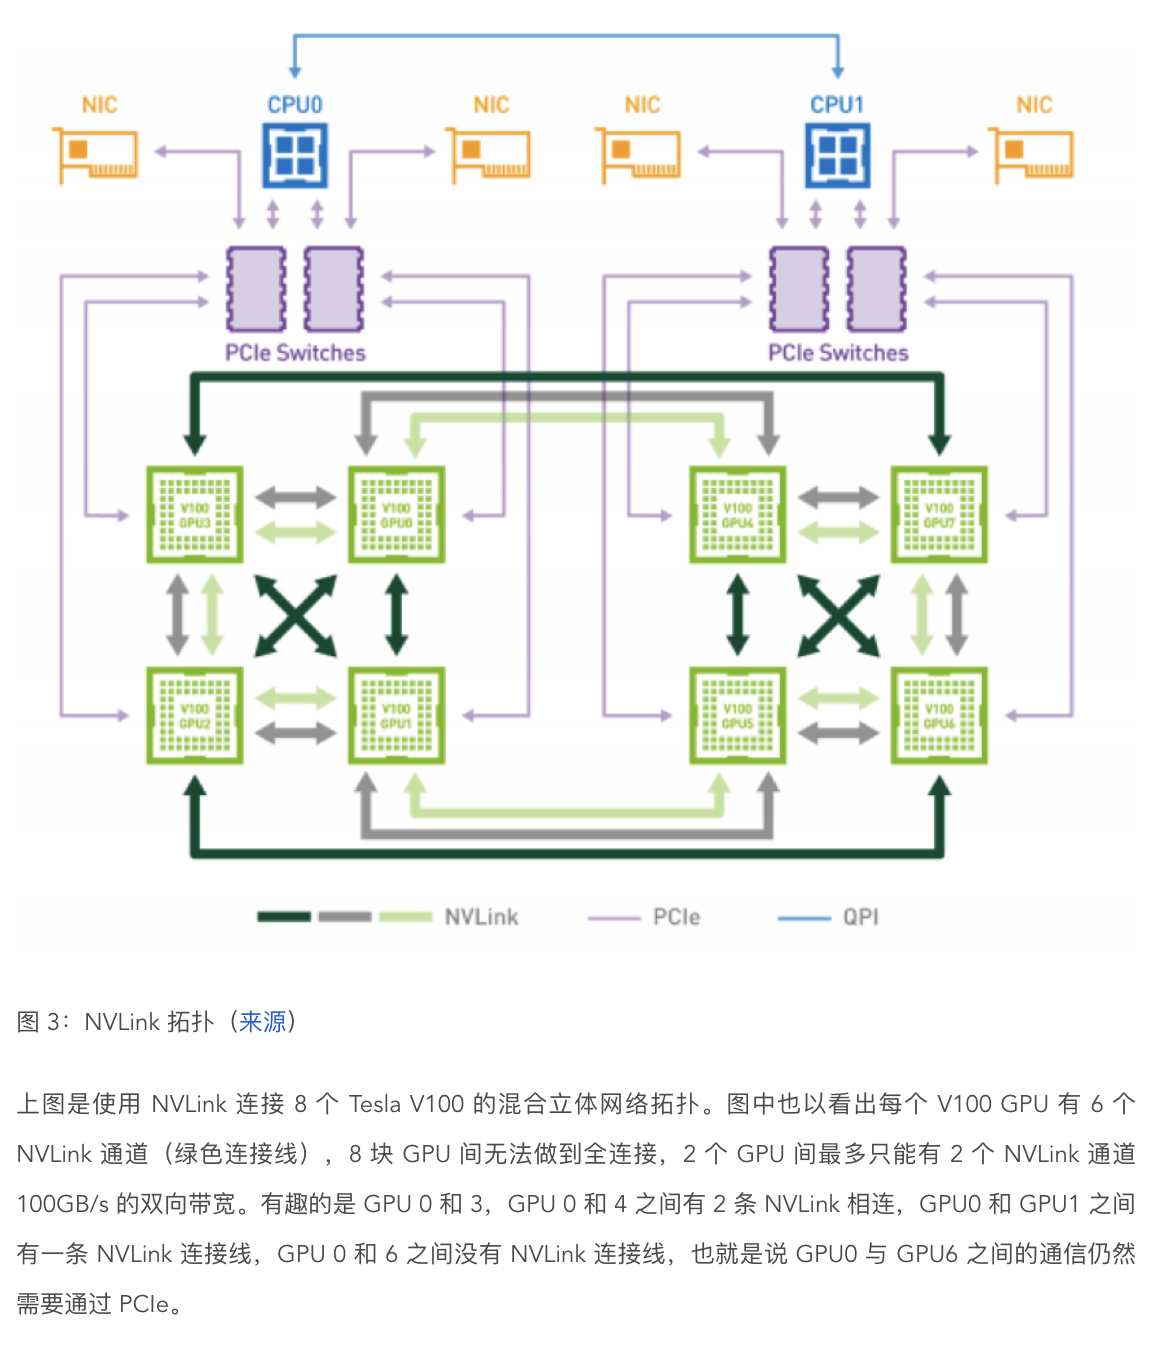 NIC
CPU0
NIC
NIC
CPU1
NIC
PCIe Switches
PCIe Switches
V100
GPU3
V100
GPU0
V100
GPU4
V100
GPU7
V100
GPU2
V100
GPU1
V100
GPU5
V100
GPU6
NVLink
PCIe
QPI
图 3：NVLink 拓扑（来源）
上图是使用 NVLink 连接 8 个 Tesla V100 的混合立体网络拓扑。图中也以看出每个 V100 GPU 有 6 个
NVLink 通道（绿色连接线），8 块 GPU 间无法做到全连接，2 个 GPU 间最多只能有 2 个 NVLink 通道
100GB/s 的双向带宽。有趣的是 GPU 0 和 3，GPU 0 和 4 之间有 2 条 NVLink 相连，GPU0 和 GPU1 之间
有一条 NVLink 连接线，GPU 0 和 6 之间没有 NVLink 连接线，也就是说 GPU0 与 GPU6 之间的通信仍然
需要通过 PCIe。